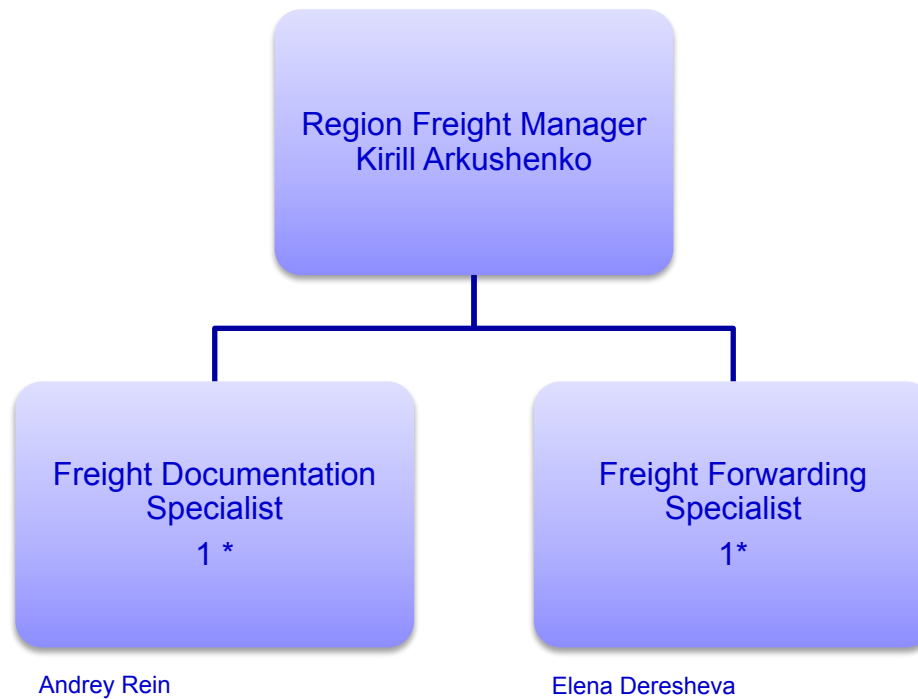 Region Freight Manager
Kirill Arkushenko
Freight Documentation
Specialist
1 *
Freight Forwarding
Specialist
1*
Andrey Rein
Elena Deresheva